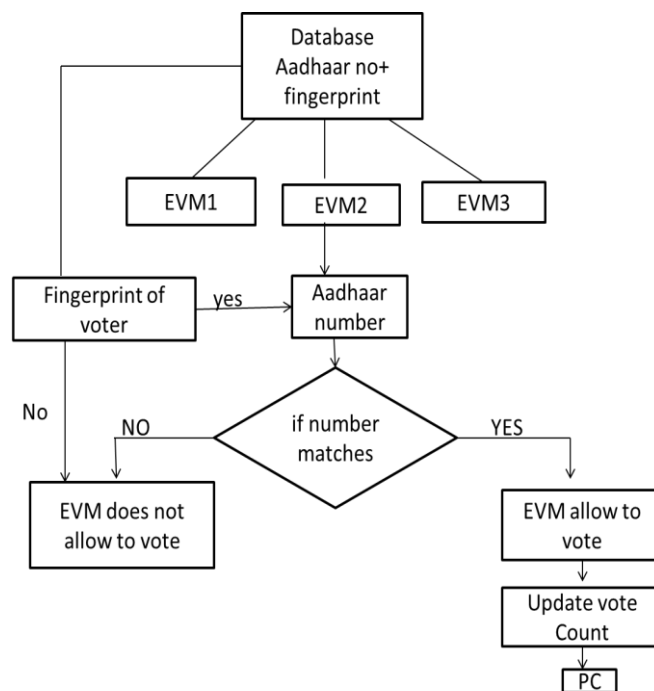 Database
Aadhaar no+
fingerprint
EVM1
EVM2
EVM3
Fingerprint of
voter
yes
Aadhaar
number
No
NO
if number
matches
YES
EVM does not
allow to vote
EVM allow to
vote
Update vote
Count
PC